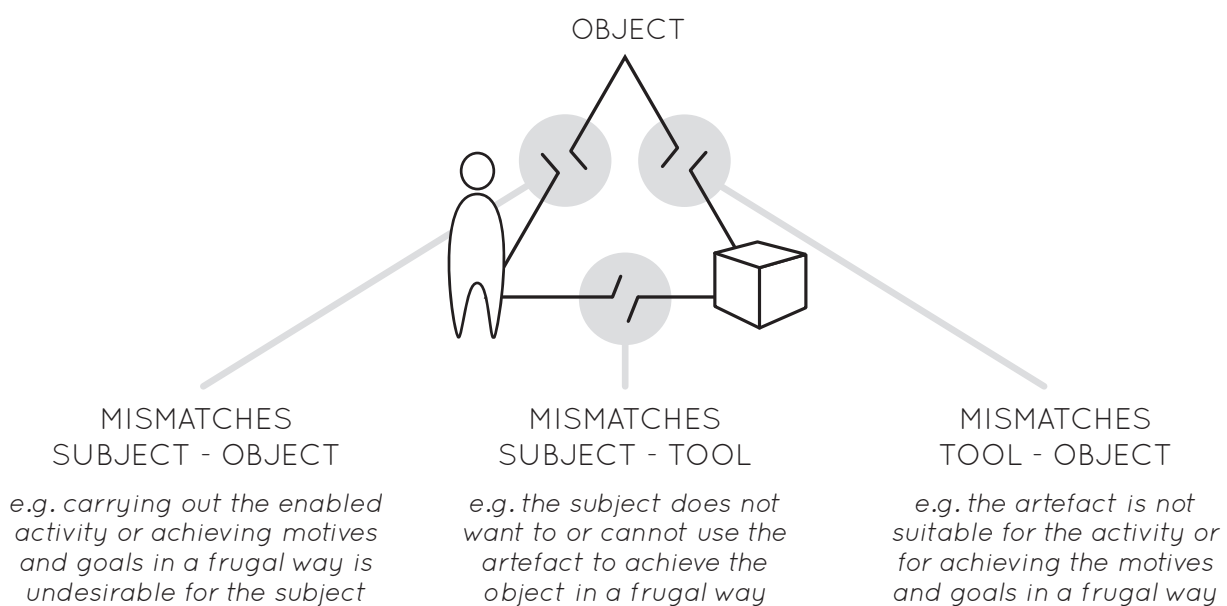 OBJECT
MISMATCHES
SUBJECT - OBJECT
e.g. carrying out the enabled
activity or achieving motives
and goals in a frugal way is
undesirable for the subject
MISMATCHES
SUBJECT - TOOL
e.g. the subject does not
want to or cannot use the
artefact to achieve the
object in a frugal way
MISMATCHES
TOOL - OBJECT
e.g. the artefact is not
suitable for the activity or
for achieving the motives
and goals in a frugal way